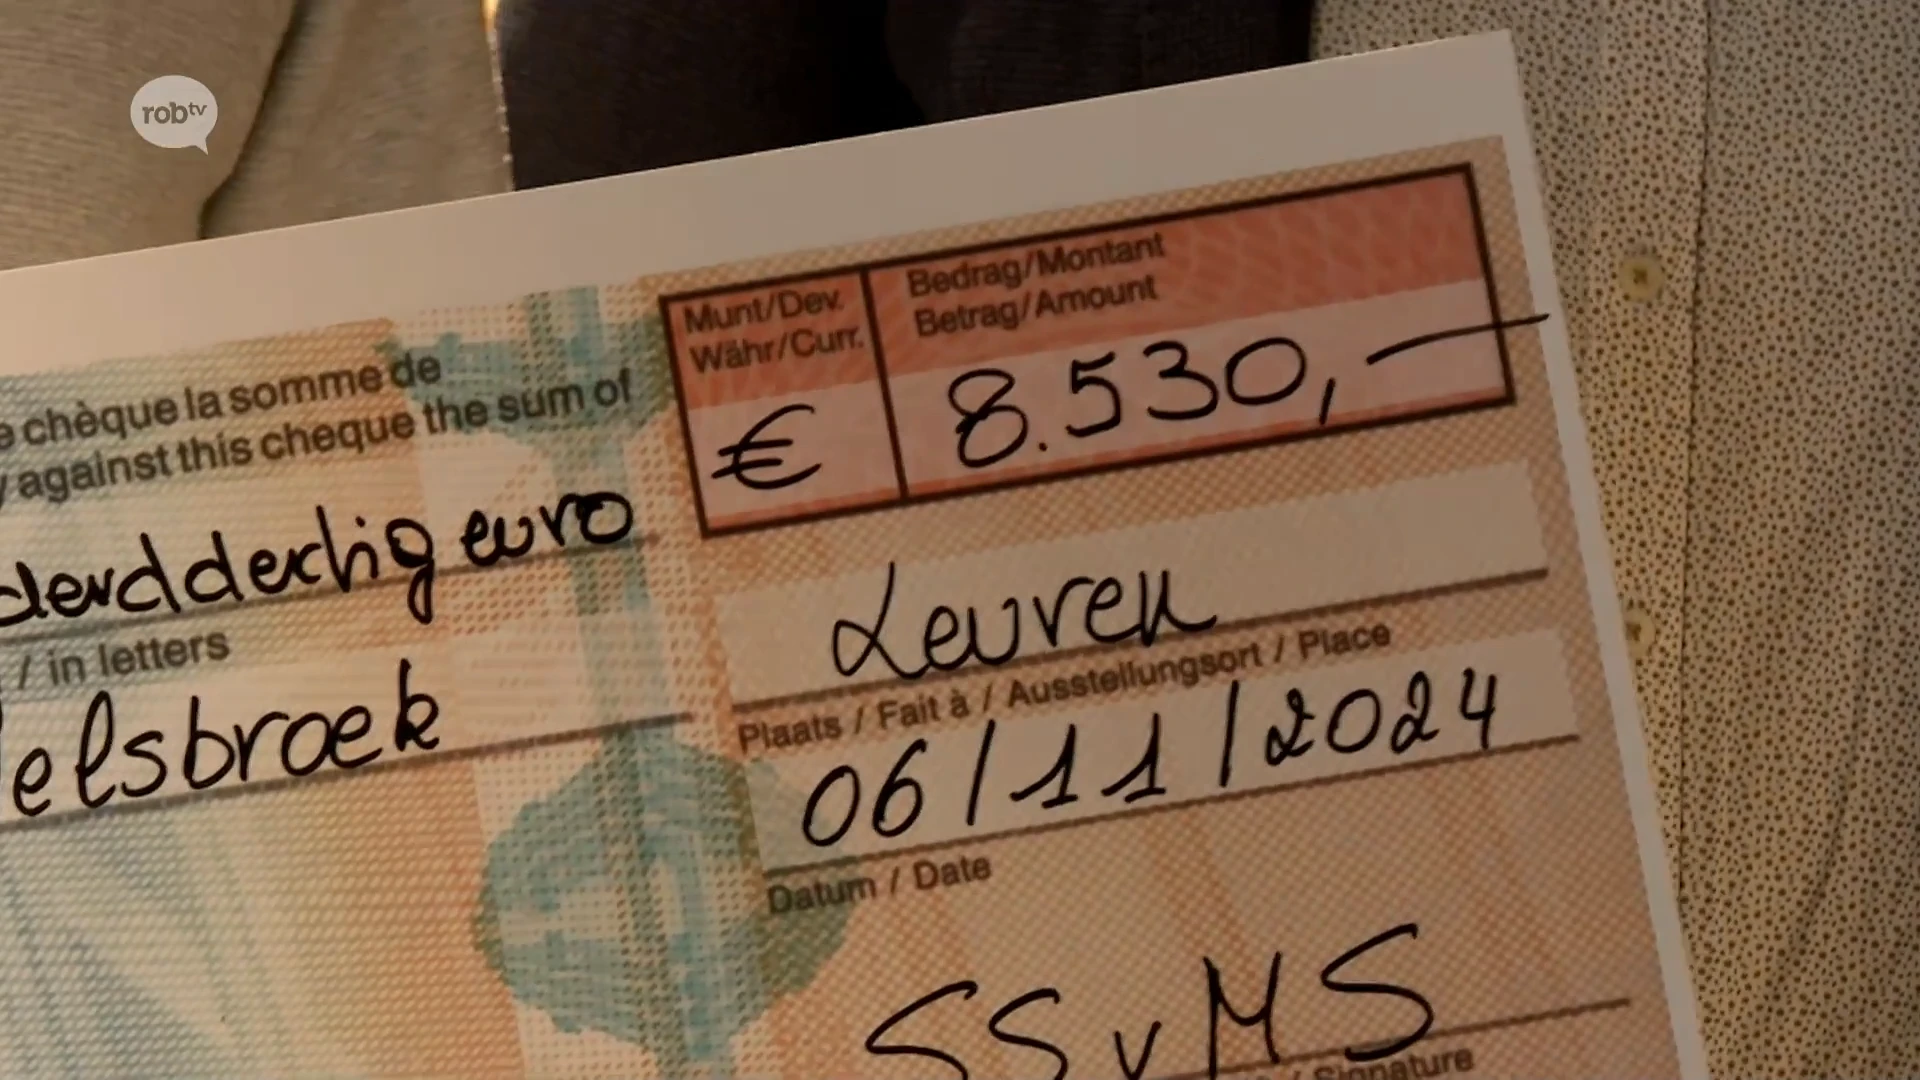 robtv
Munt/Dev.
Währ/Curr.
Bedrag/Montant
Betrag/Amount
€ 8.530,-
e chèque la somme de
y against this cheque the sum of
derddertig euro
/ in letters
elsbroek
Leuven
Plaats / Fait à / Ausstellungsort / Place
06/11/2024
Datum / Date
SSvMS
/ Signature